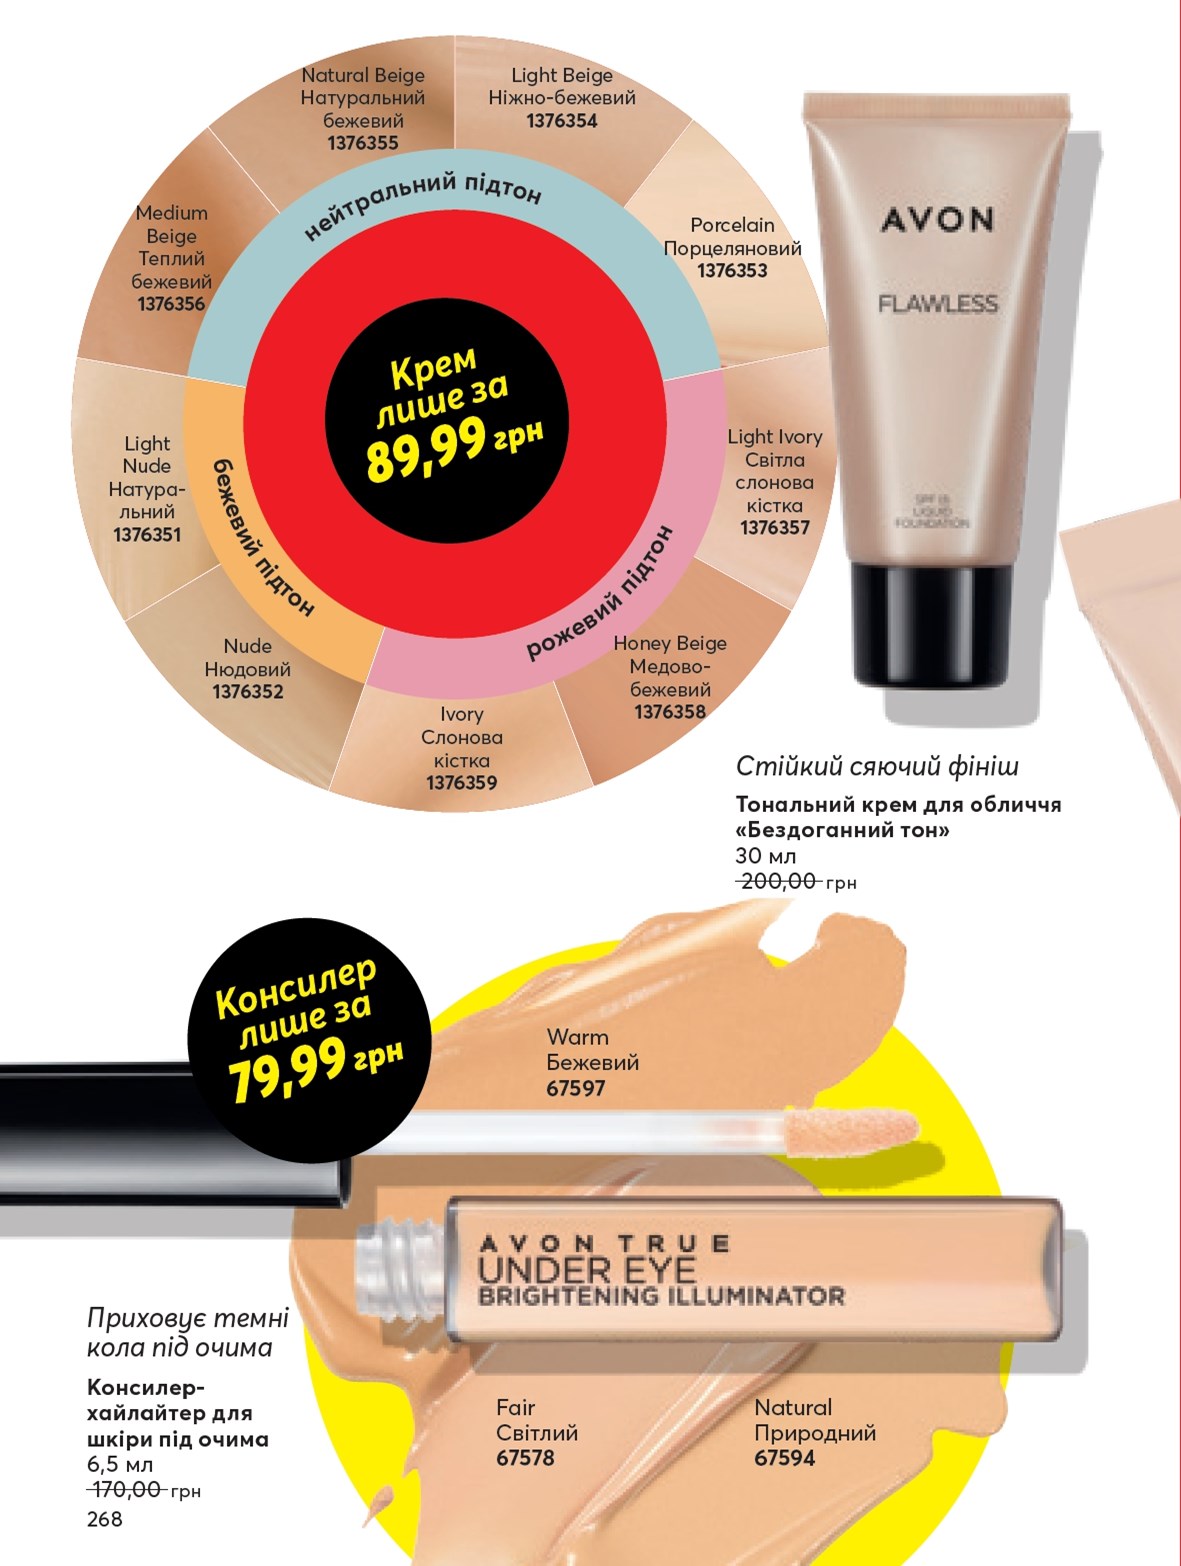 Natural Beige
Натуральний
бежевий
1376355
Light Beige
Ніжно-бежевий
1376354
Porcelain
Порцеляновий
1376353
Medium
Beige
Теплий
бежевий
1376356
нейтральний підтон
Крем
лише за
89,99 грн
Light
Nude
Натура-
льний
1376351
бежевий підтон
Light Ivory
Світла
слонова
кістка
1376357
рожевий підтон
Nude
Нюдовий
1376352
Honey Beige
Медово-
бежевий
1376358
Ivory
Слонова
кістка
1376359
AVON
FLAWLESS
SPF 15
LIQUID
FOUNDATION
Стійкий сяючий фініш
Тональний крем для обличчя
«Бездоганний тон»
30 мл
200,00 грн
Консилер
лише за
79,99 грн
Warm
Бежевий
67597
AVON TRUE
UNDER EYE
BRIGHTENING ILLUMINATOR
Приховує темні
кола під очима
Консилер-
хайлайтер для
шкіри під очима
6,5 мл
170,00 грн
Fair
Світлий
67578
Natural
Природний
67594
268